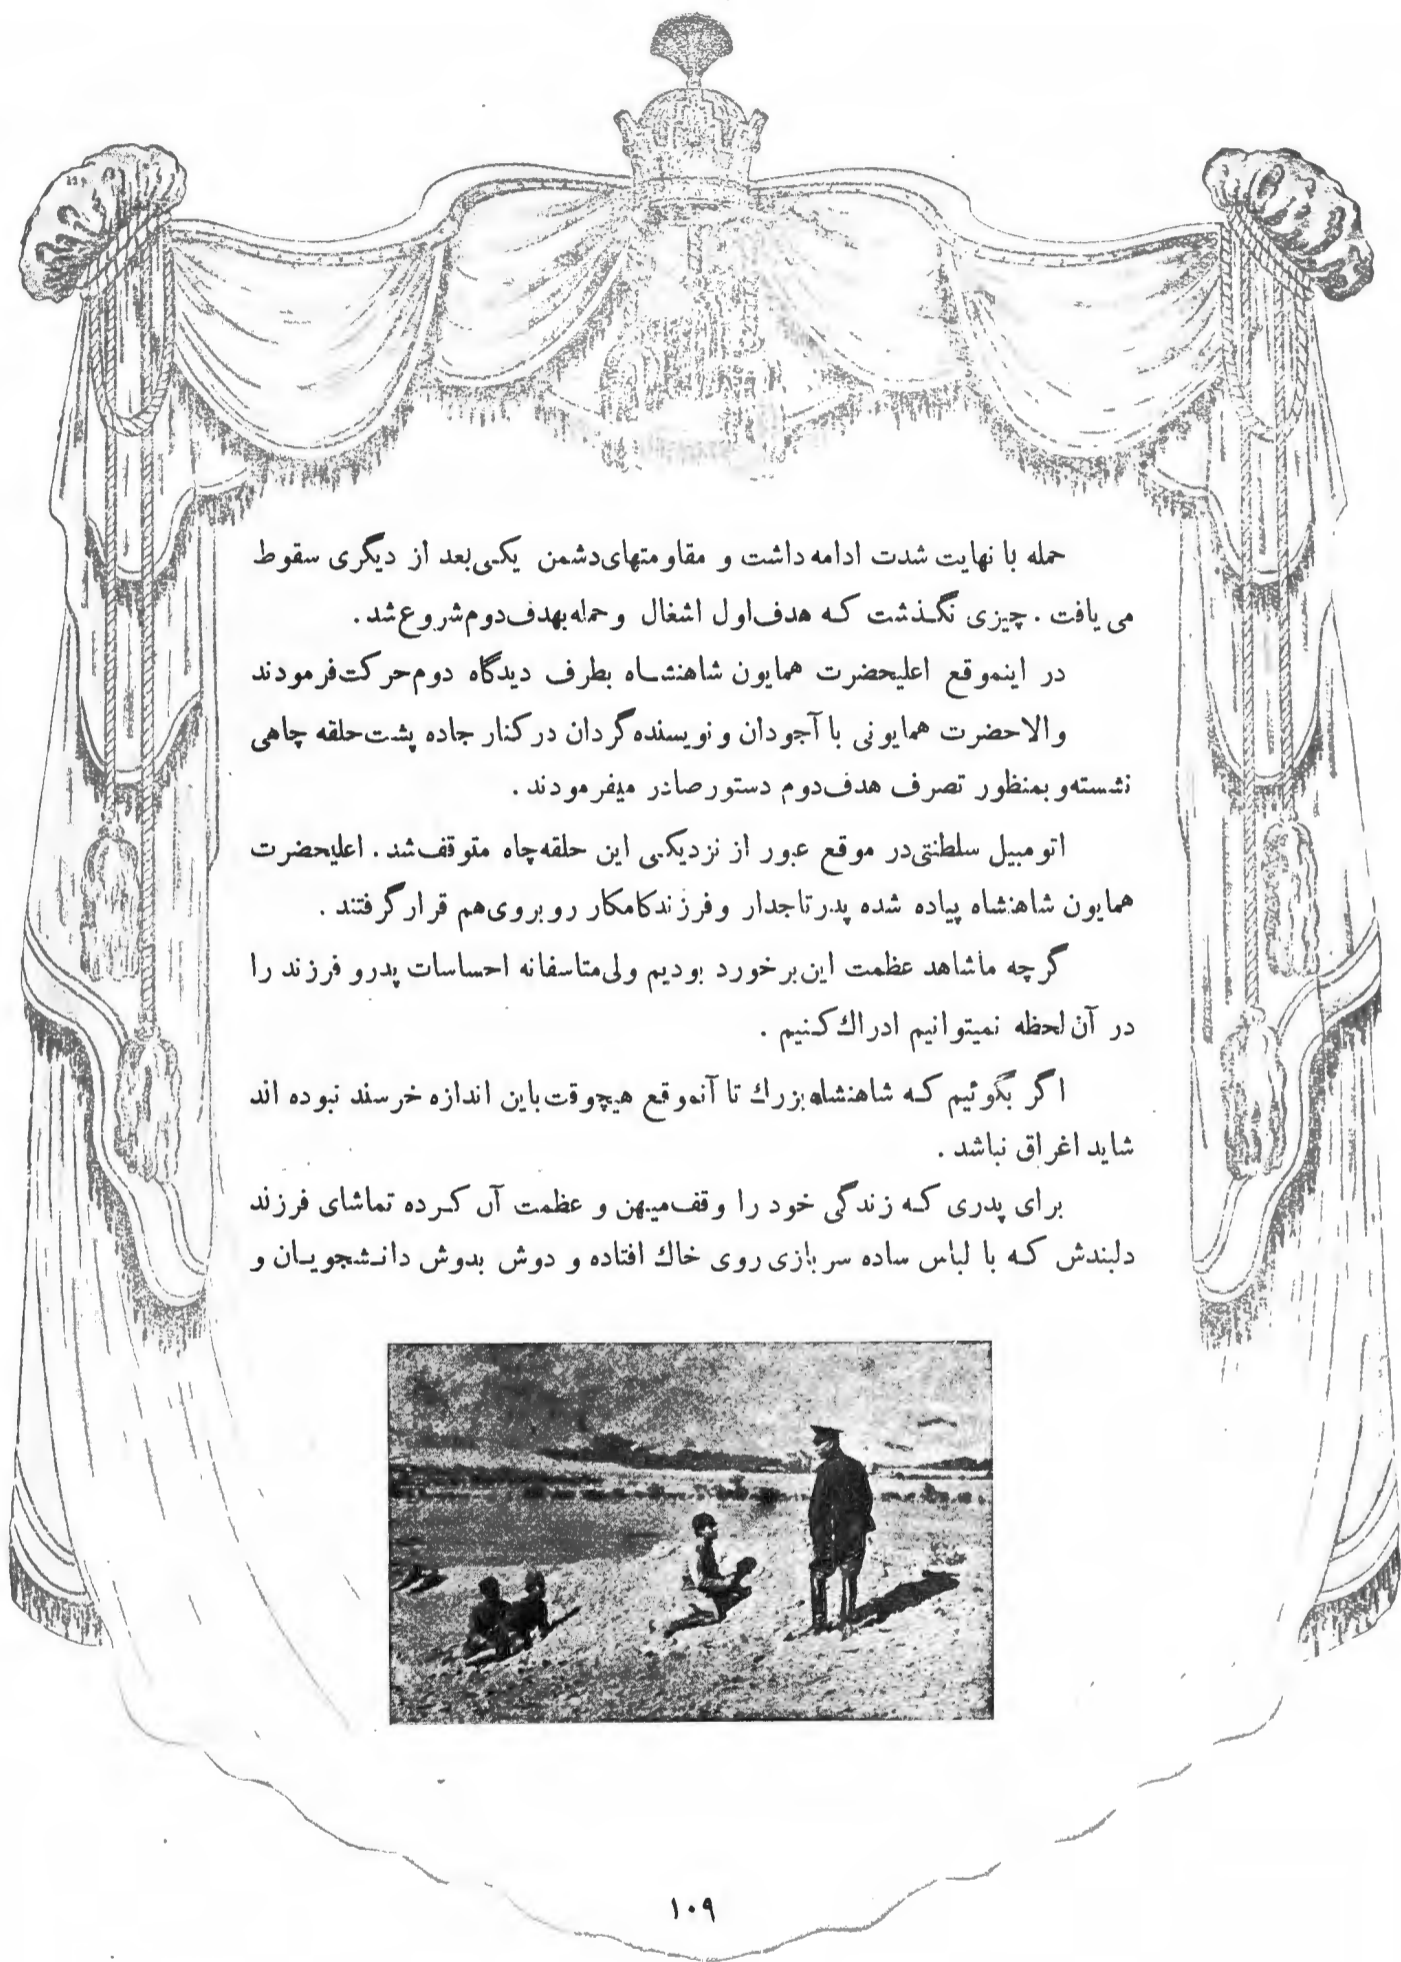 حمله با نهایت شدت ادامه داشت و مقاومتهای دشمن یکی بعد از دیگری سقوط
می یافت . چیزی نگذشت که هدف اول اشغال و حمله بهدف دوم شروع شد .
در اینموقع اعلیحضرت همایون شاهنشاه بطرف دیدگاه دوم حرکت فرمودند
والاحضرت همایونی با آجودان و نویسنده گردان در کنار جاده پشت حلقه چاهی
نشسته و بمنظور تصرف هدف دوم دستور صادر میفرمودند .
اتومبیل سلطنتی در موقع عبور از نزدیکی این حلقه چاه متوقف شد . اعلیحضرت
همایون شاهنشاه پیاده شده پدر تاجدار و فرزند کامکار روبروی هم قرار گرفتند .
گرچه ما شاهد عظمت این برخورد بودیم ولی متاسفانه احساسات پدر و فرزند را
در آن لحظه نمیتوانیم ادراك کنیم .
اگر بگوئیم که شاهنشاه بزرك تا آنموقع هیچوقت باین اندازه خرسند نبوده اند
شاید اغراق نباشد .
برای پدری که زندگی خود را وقف میهن و عظمت آن کرده تماشای فرزند
دلبندش که با لباس ساده سربازی روی خاك افتاده و دوش بدوش دانشجویان و
۱۰۹